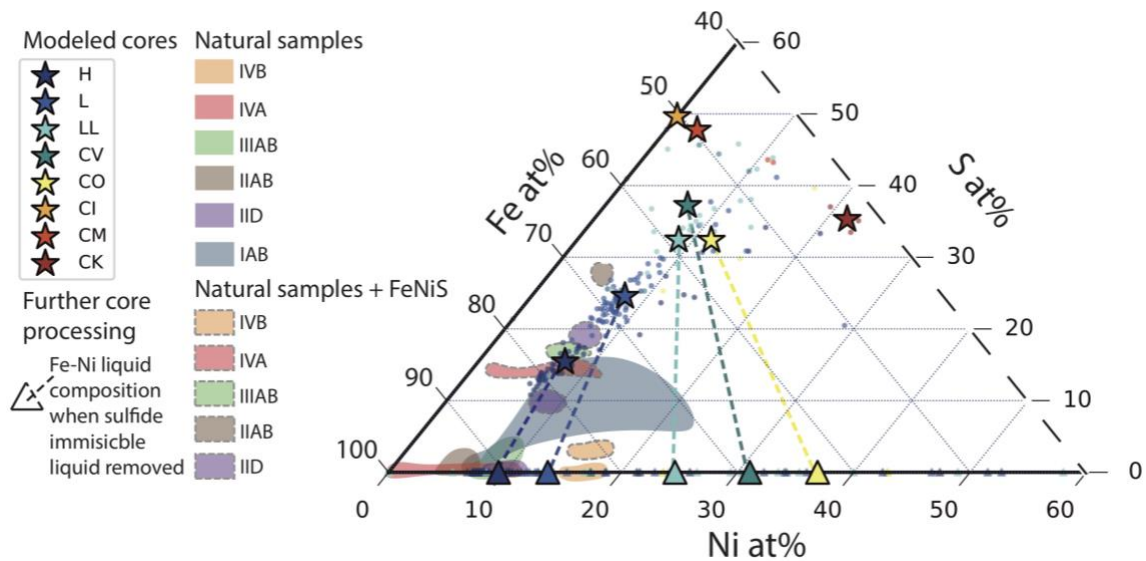 Modeled cores
H
L
LL
CV
CO
CI
CM
CK
Further core
processing
Fe-Ni liquid
composition
when sulfide
immisicble
liquid removed
Natural samples
IVB
IVA
IIIAB
IIAB
IID
IAB
Natural samples + FeNiS
IVB
IVA
IIIAB
IIAB
IID
Fe at%
40
50
60
70
80
90
100
S at%
60
50
40
30
20
10
0
0
10
20
30
40
50
60
Ni at%